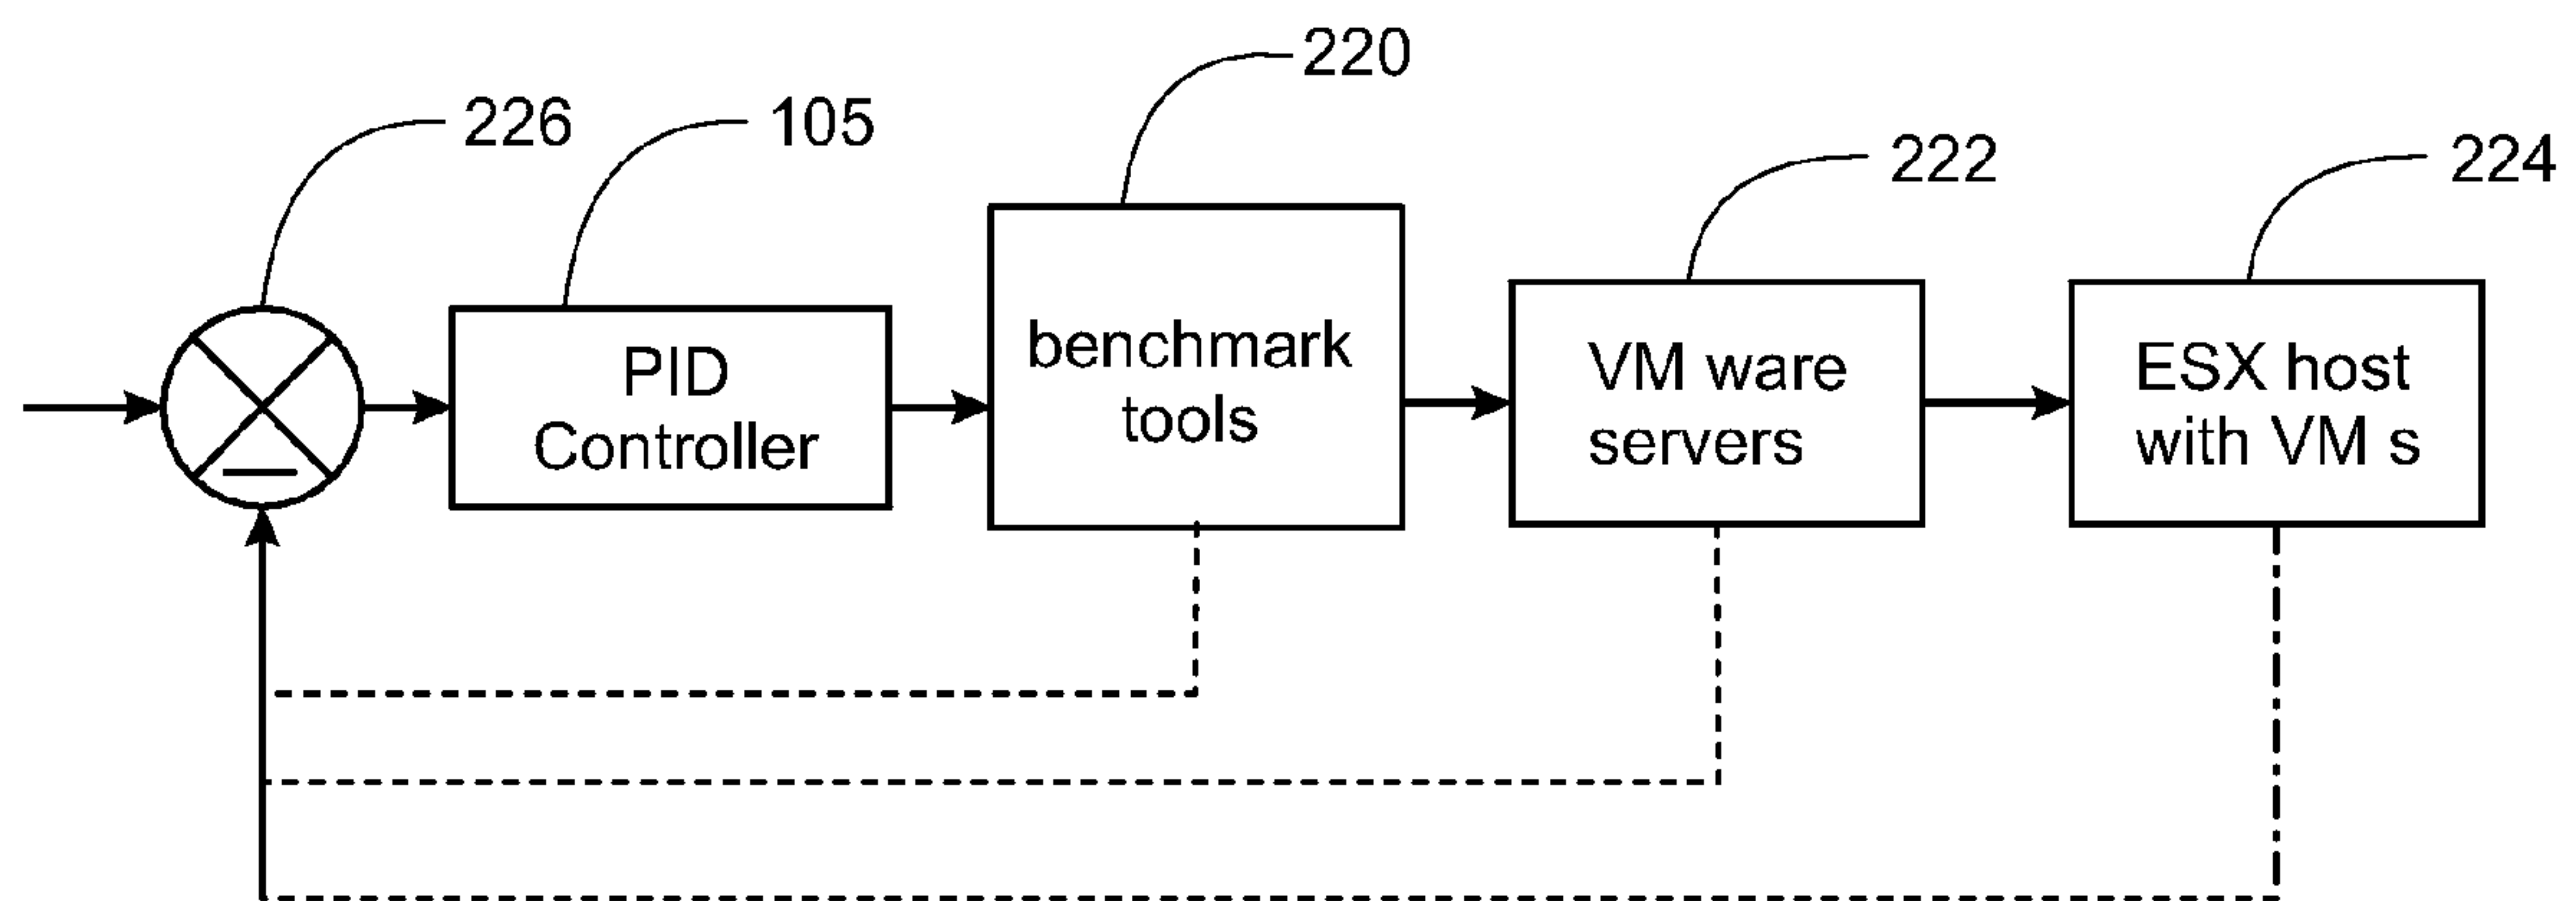 220
226
105
222
224
PID
Controller
benchmark
tools
VM ware
servers
ESX host
with VM s